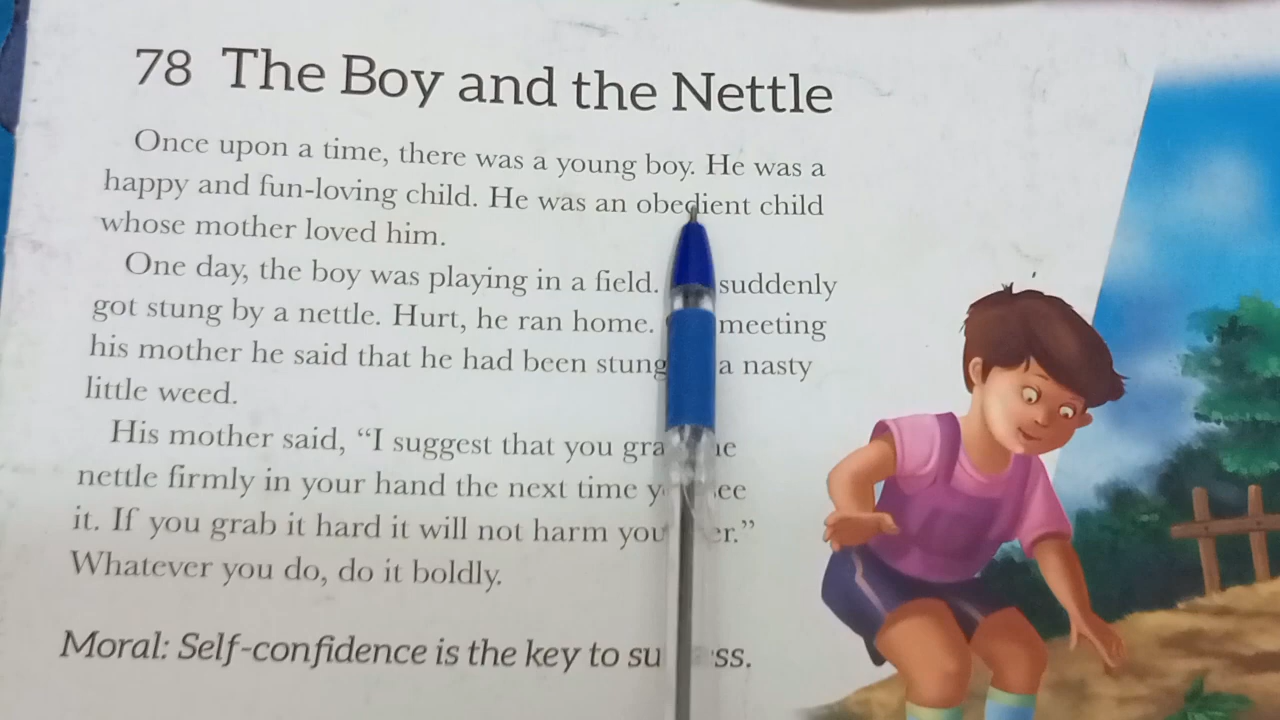 78 The Boy and the Nettle
Once upon a time, there was a young boy. He was a
happy and fun-loving child. He was an obedient child
whose mother loved him.
One day, the boy was playing in a field. suddenly
got stung by a nettle. Hurt, he ran home. meeting
his mother he said that he had been stung a nasty
little weed.
His mother said, “I suggest that you
nettle firmly in your hand the next time
it. If you grab it hard it will not harm you
Whatever you do, do it boldly.
Moral: Self-confidence is the key to